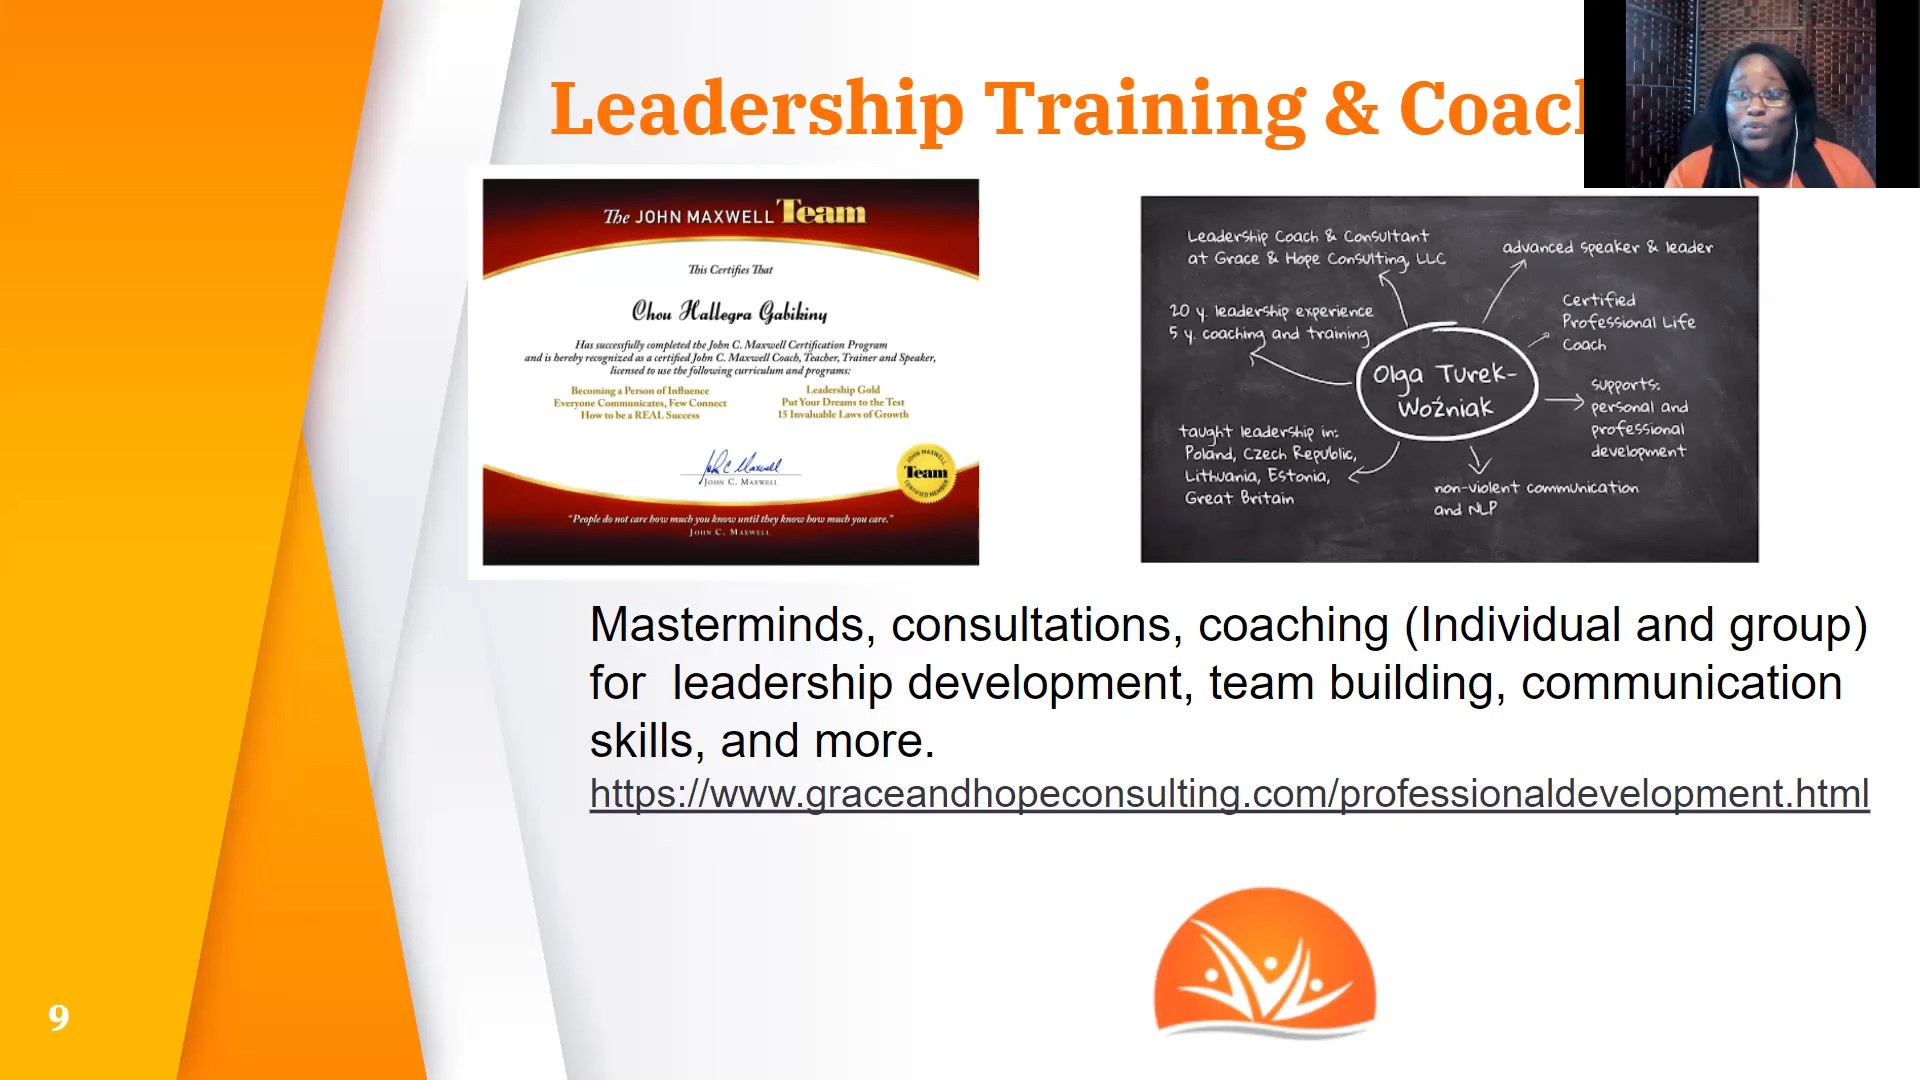 Leadership Training & Coac
The JOHN MAXWELL Team
This Certifies That
Chou Hallegra Gabikiny
Has successfully completed the John C. Maxwell Certification Program
and is hereby recognized as a certified John C. Maxwell Coach, Teacher, Trainer and Speaker,
licensed to use the following curriculum and programs:
Becoming a Person of Influence
Everyone Communicates, Few Connect
How to be a REAL Success
Leadership Gold
Put Your Dreams to the Test
15 Invaluable Laws of Growth
John C. Maxwell
JOHN C. MAXWELL
JOHN MAXWELL
Team
CERTIFIED MEMBER
"People do not care how much you know until they know how much you care."
JOHN C. MAXWELL
Leadership Coach & Consultant
at Grace & Hope Consulting, LLC
advanced speaker & leader
20 y. leadership experience
5 y. coaching and training
Certified
Professional Life
Coach
Olga Turek-
Woźniak
supports:
personal and
professional
development
taught leadership in:
Poland, Czech Republic,
Lithuania, Estonia,
Great Britain
non-violent communication
and NLP
Masterminds, consultations, coaching (Individual and group)
for  leadership development, team building, communication
skills, and more.
https://www.graceandhopeconsulting.com/professionaldevelopment.html
9